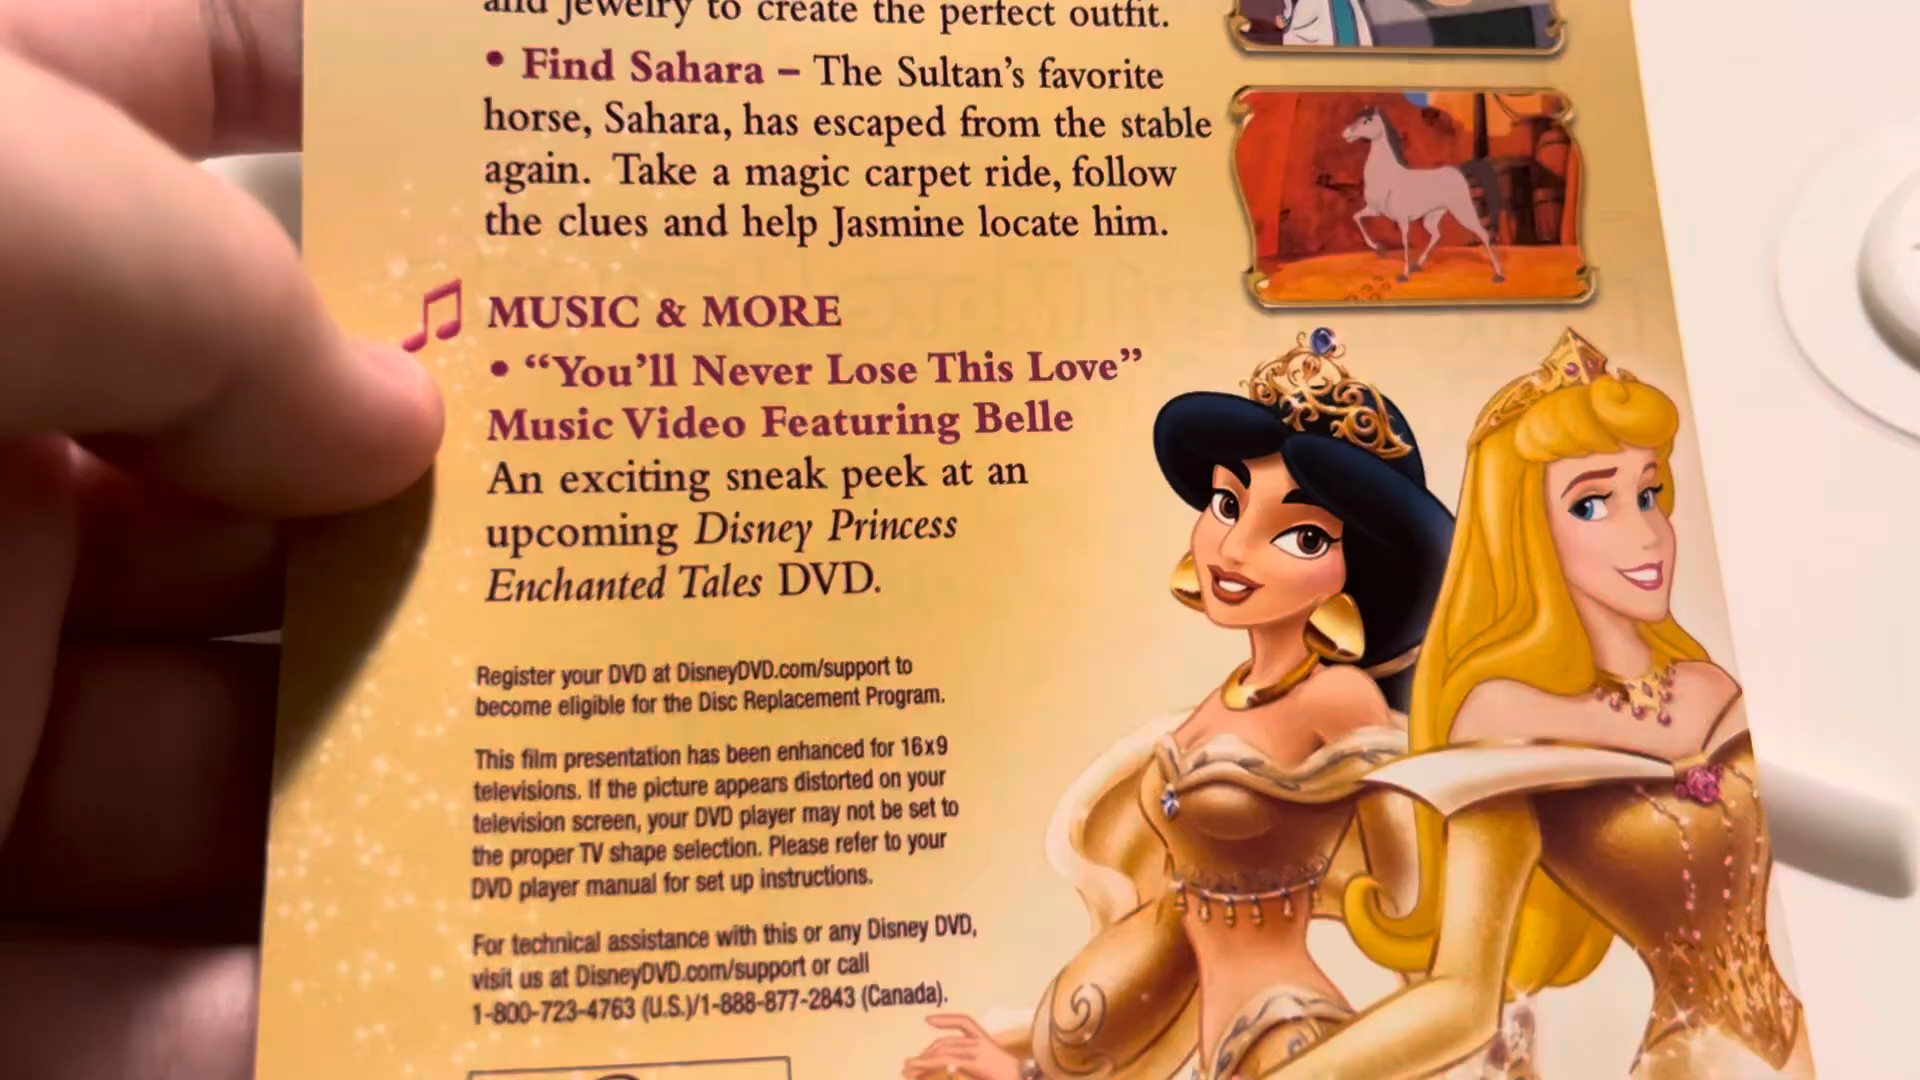 and jewelry to create the perfect outfit.
• Find Sahara – The Sultan's favorite
horse, Sahara, has escaped from the stable
again. Take a magic carpet ride, follow
the clues and help Jasmine locate him.
MUSIC & MORE
• “You'll Never Lose This Love”
Music Video Featuring Belle
An exciting sneak peek at an
upcoming Disney Princess
Enchanted Tales DVD.
Register your DVD at DisneyDVD.com/support to
become eligible for the Disc Replacement Program.
This film presentation has been enhanced for 16x9
televisions. If the picture appears distorted on your
television screen, your DVD player may not be set to
the proper TV shape selection. Please refer to your
DVD player manual for set up instructions.
For technical assistance with this or any Disney DVD,
visit us at DisneyDVD.com/support or call
1-800-723-4763 (U.S.)/1-888-877-2843 (Canada).